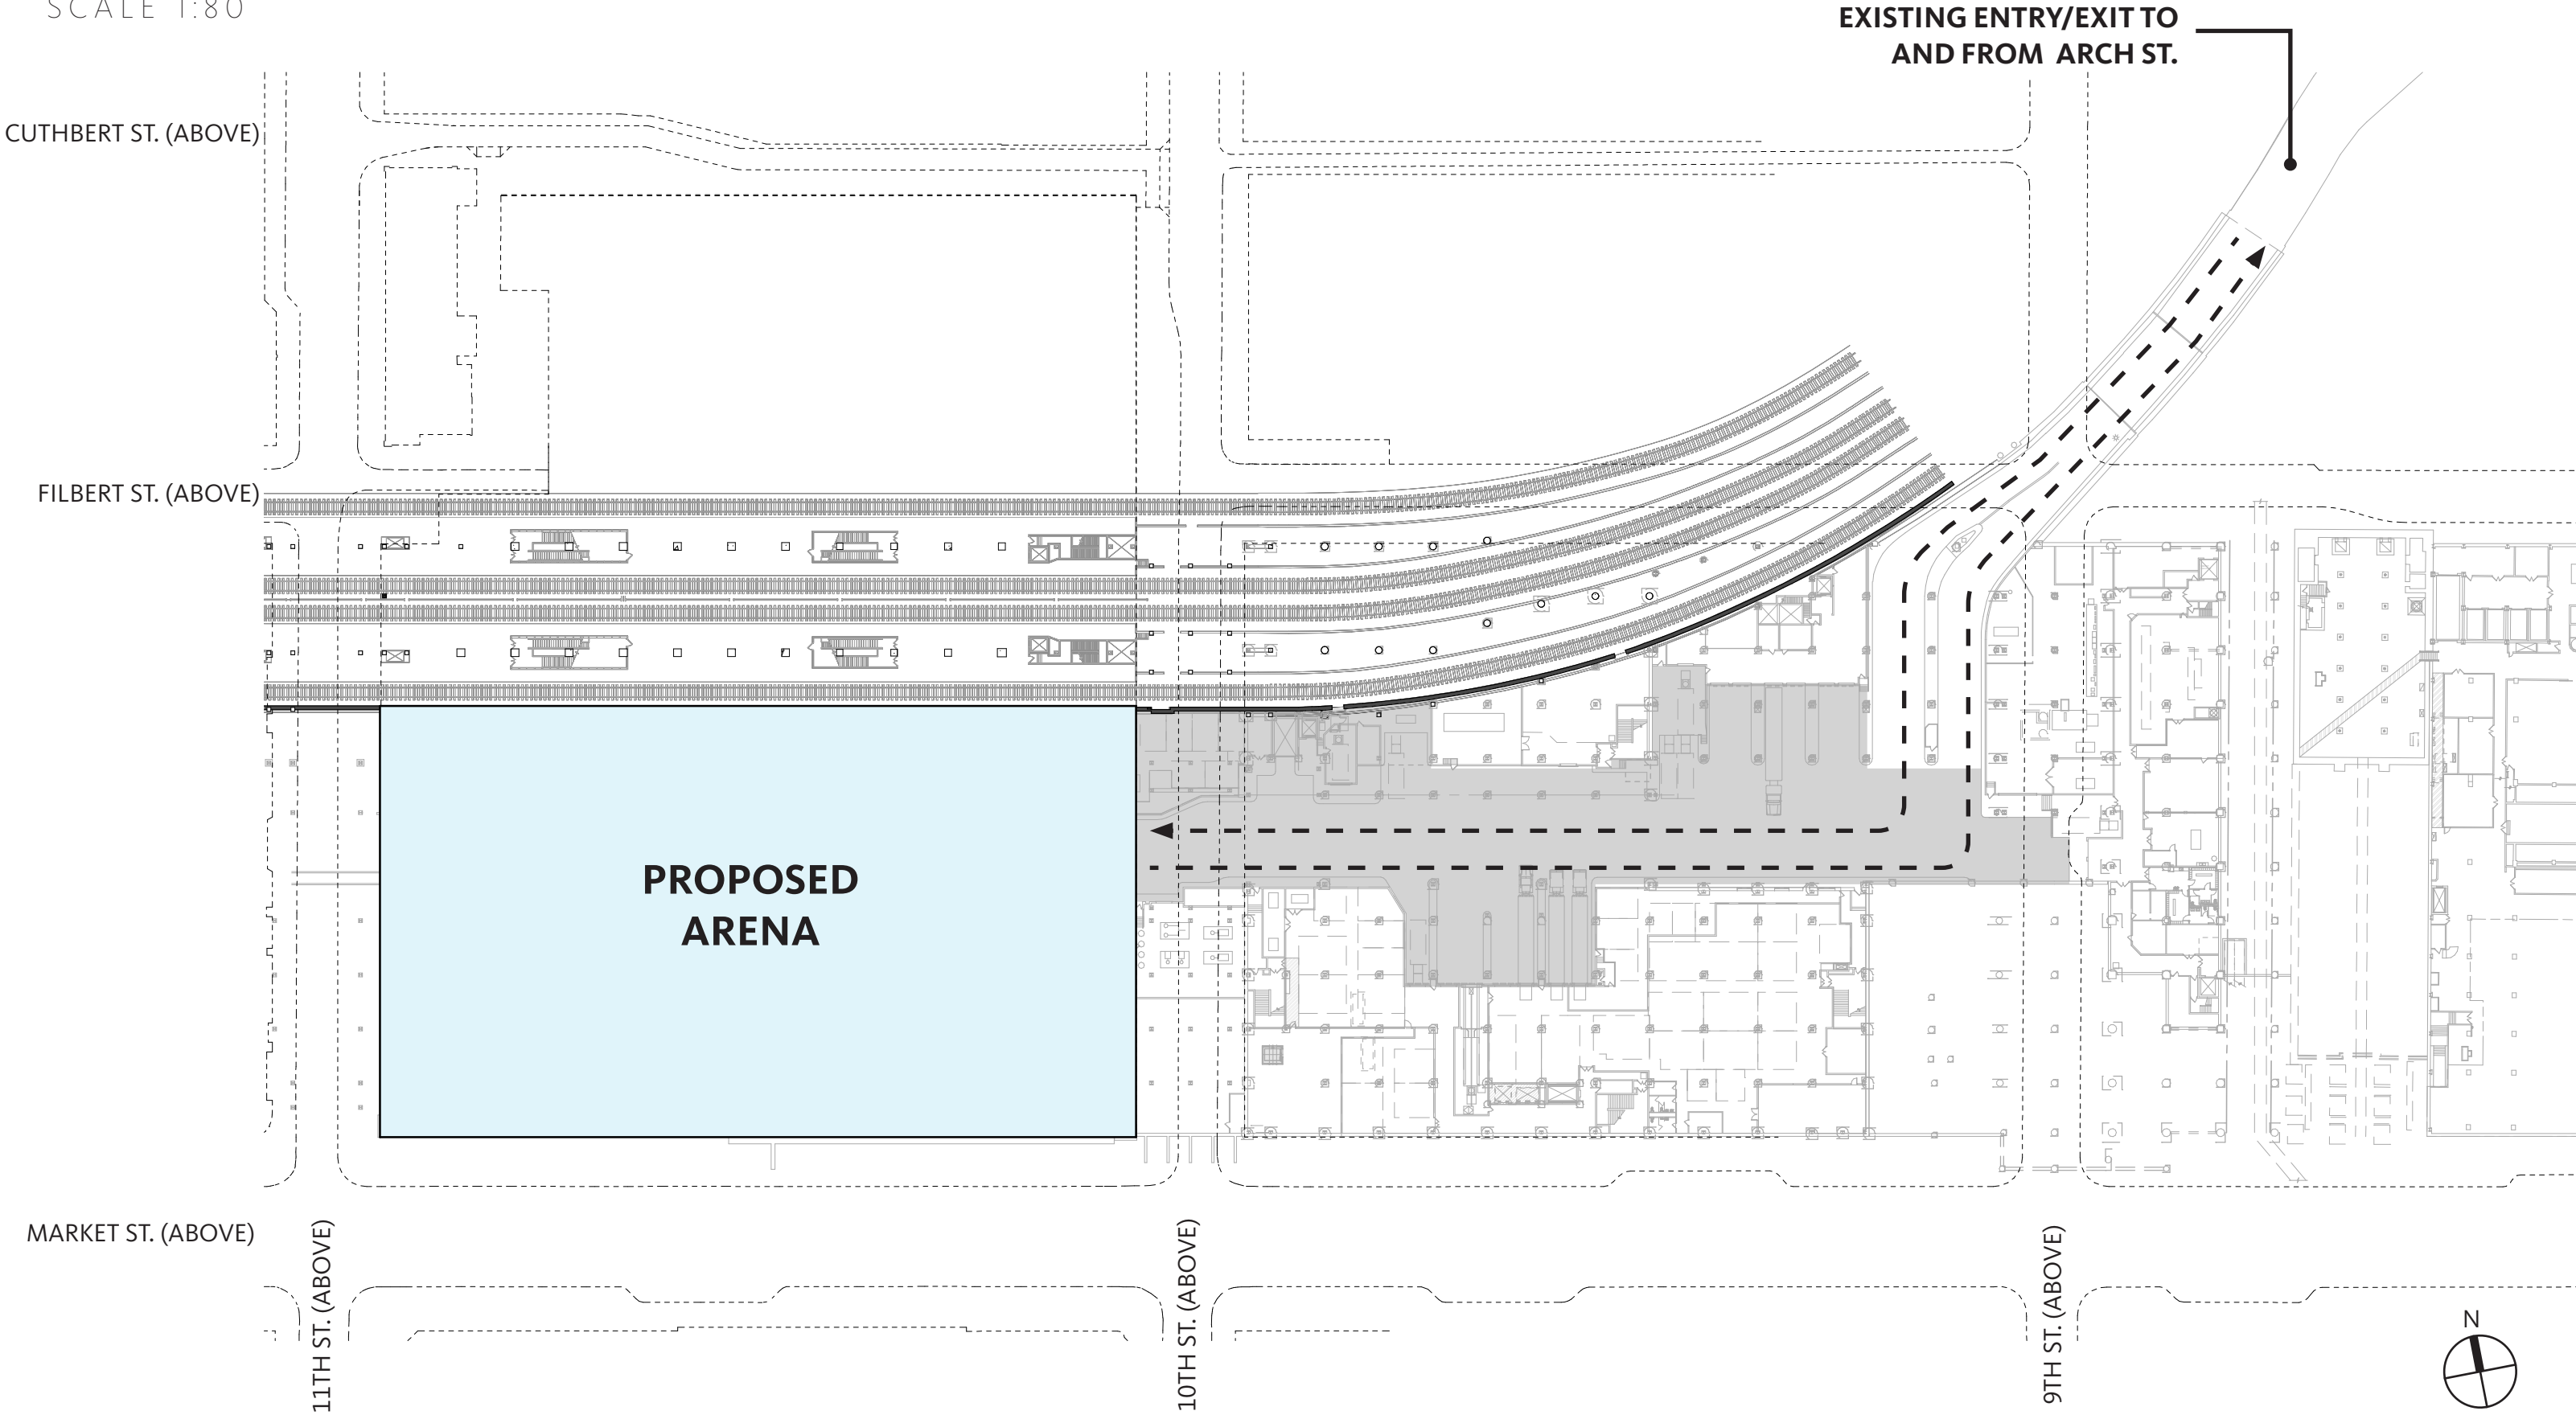 SCALE 1:80
EXISTING ENTRY/EXIT TO
AND FROM ARCH ST.
CUTHBERT ST. (ABOVE)
FILBERT ST. (ABOVE)
PROPOSED
ARENA
MARKET ST. (ABOVE)
11TH ST. (ABOVE)
10TH ST. (ABOVE)
9TH ST. (ABOVE)
N